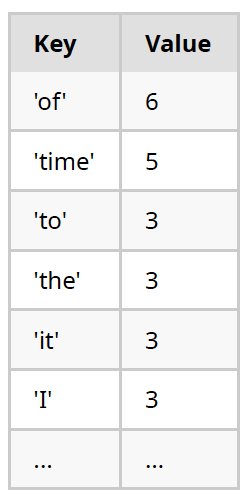 Key Value
'of' 6
'time' 5
'to' 3
'the' 3
'it' 3
'I' 3
... ...